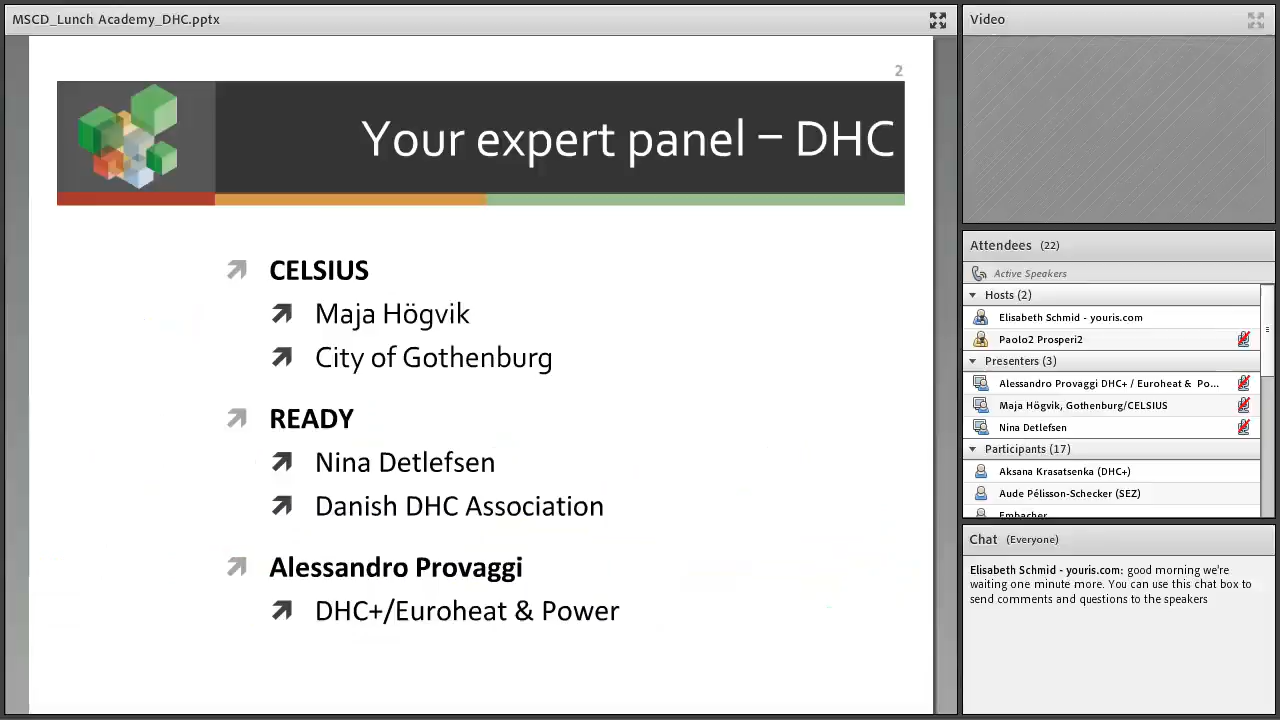 MSCD_Lunch Academy_DHC.pptx
2
Your expert panel – DHC
CELSIUS
Maja Högvik
City of Gothenburg
READY
Nina Detlefsen
Danish DHC Association
Alessandro Provaggi
DHC+/Euroheat & Power
Video
Attendees (22)
Active Speakers
Hosts (2)
Elisabeth Schmid - youris.com
Paolo2 Prosperi2
Presenters (3)
Alessandro Provaggi DHC+ / Euroheat & Po...
Maja Högvik, Gothenburg/CELSIUS
Nina Detlefsen
Participants (17)
Aksana Krasatsenka (DHC+)
Aude Pélisson-Schecker (SEZ)
Embacher
Chat (Everyone)
Elisabeth Schmid - youris.com: good morning we're
waiting one minute more. You can use this chat box to
send comments and questions to the speakers